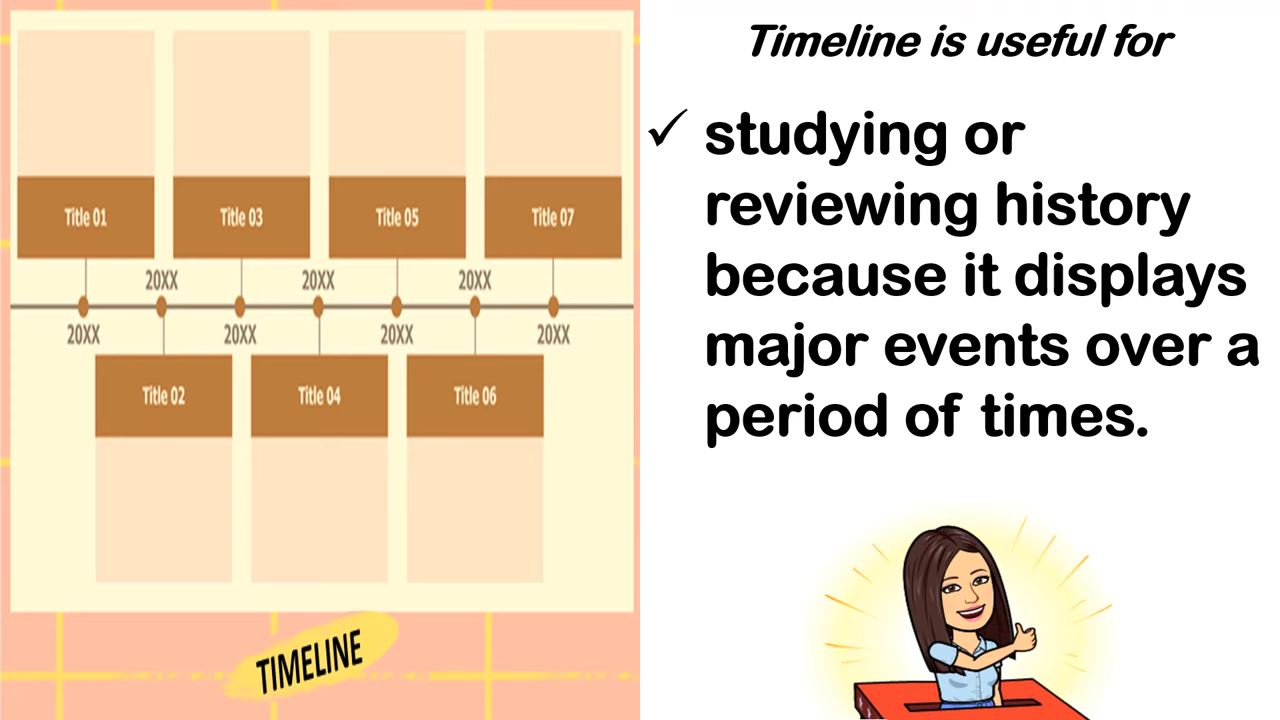 Title 01
Title 03
Title 05
Title 07
20XX
20XX
20XX
20XX
20XX
20XX
20XX
Title 02
Title 04
Title 06
TIMELINE
Timeline is useful for
✓ studying or
reviewing history
because it displays
major events over a
period of times.